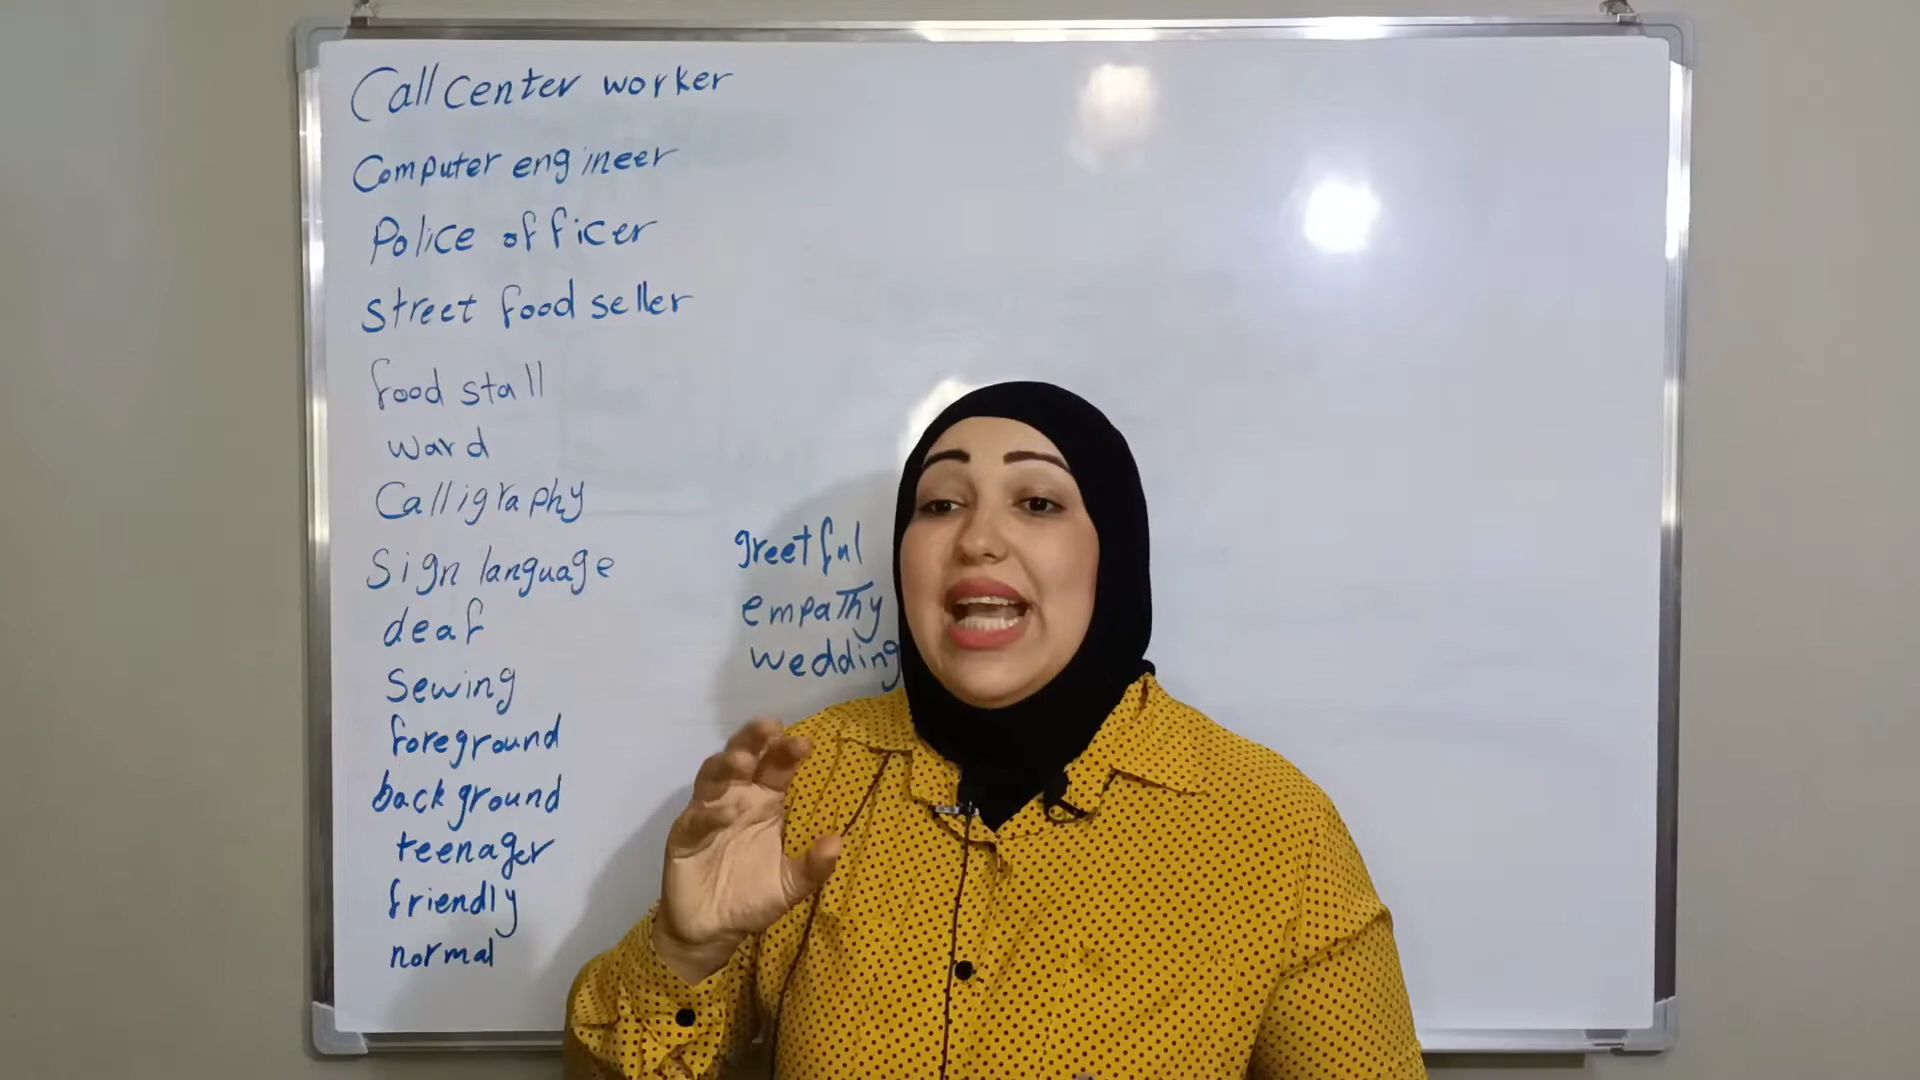 Call center worker
Computer engineer
Police officer
street food seller
food stall
ward
Calligraphy
Sign language
deaf
Sewing
foreground
background
teenager
friendly
normal
greetful
empathy
wedding